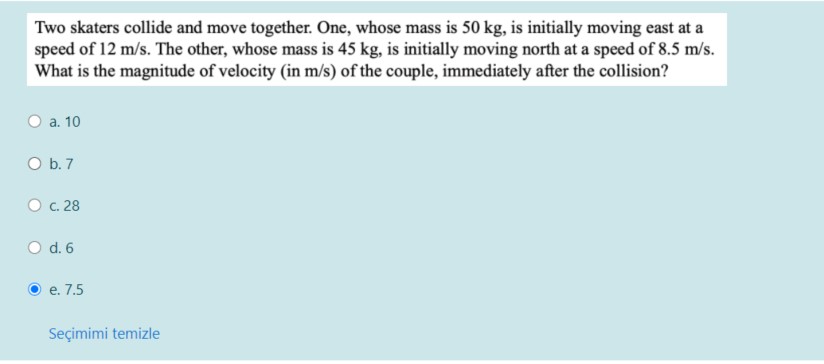 Two skaters collide and move together. One, whose mass is 50 kg, is initially moving east at a
speed of 12 m/s. The other, whose mass is 45 kg, is initially moving north at a speed of 8.5 m/s.
What is the magnitude of velocity (in m/s) of the couple, immediately after the collision?
a. 10
b. 7
c. 28
d. 6
e. 7.5
Seçimimi temizle